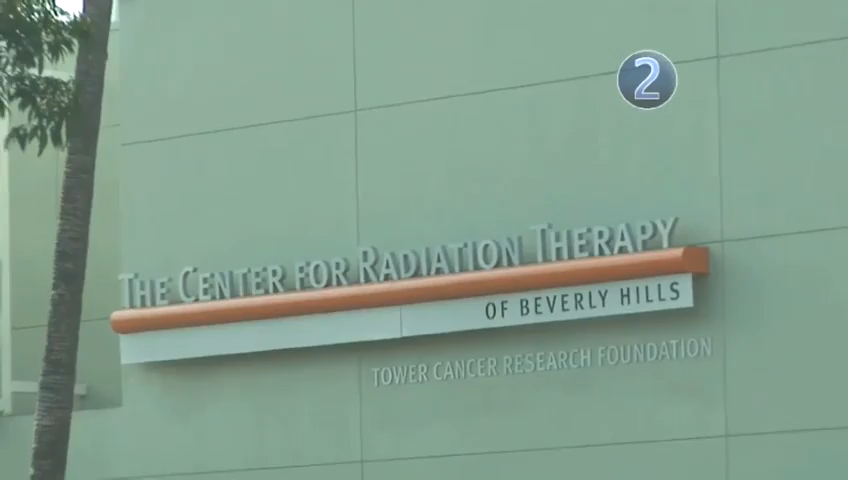 2
THE CENTER FOR RADIATION THERAPY
OF BEVERLY HILLS
TOWER CANCER RESEARCH FOUNDATION